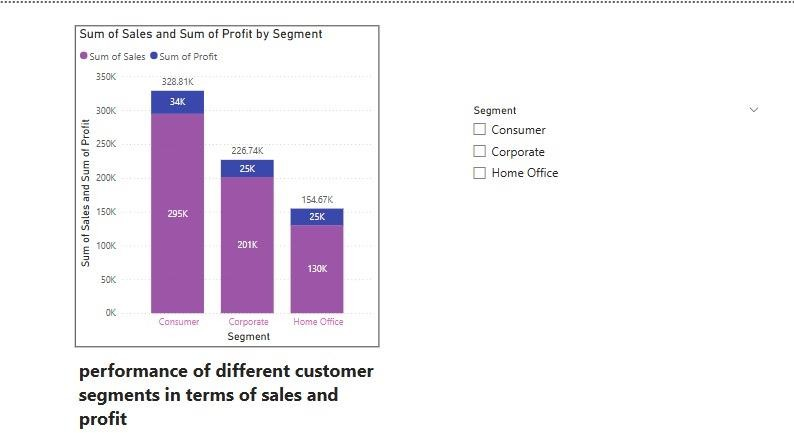 Sum of Sales and Sum of Profit by Segment
Sum of Sales Sum of Profit
350K
300K
250K
200K
150K
100K
50K
0K
Sum of Sales and Sum of Profit
328.81K
34K
295K
226.74K
25K
201K
154.67K
25K
130K
Consumer Corporate Home Office
Segment
performance of different customer
segments in terms of sales and
profit
Segment
Consumer
Corporate
Home Office